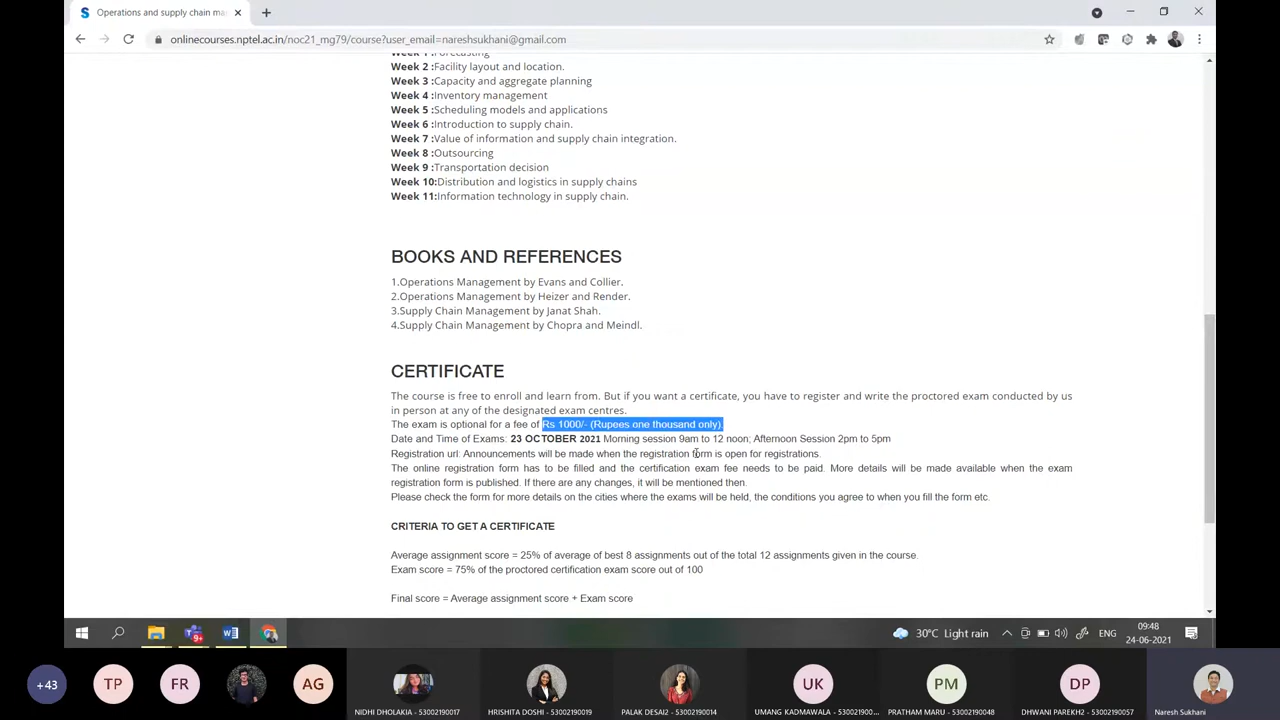 Operations and supply chain ma
onlinecourses.nptel.ac.in/noc21_mg79/course?user_email=nareshsukhani@gmail.com
Week 1 :Forecasting
Week 2 :Facility layout and location.
Week 3 :Capacity and aggregate planning
Week 4 :Inventory management
Week 5 :Scheduling models and applications
Week 6 :Introduction to supply chain.
Week 7 :Value of information and supply chain integration.
Week 8 :Outsourcing
Week 9 :Transportation decision
Week 10:Distribution and logistics in supply chains
Week 11:Information technology in supply chain.
BOOKS AND REFERENCES
1.Operations Management by Evans and Collier.
2.Operations Management by Heizer and Render.
3.Supply Chain Management by Janat Shah.
4.Supply Chain Management by Chopra and Meindl.
CERTIFICATE
The course is free to enroll and learn from. But if you want a certificate, you have to register and write the proctored exam conducted by us
in person at any of the designated exam centres.
The exam is optional for a fee of Rs 1000/- (Rupees one thousand only).
Date and Time of Exams: 23 OCTOBER 2021 Morning session 9am to 12 noon; Afternoon Session 2pm to 5pm
Registration url: Announcements will be made when the registration form is open for registrations.
The online registration form has to be filled and the certification exam fee needs to be paid. More details will be made available when the exam
registration form is published. If there are any changes, it will be mentioned then.
Please check the form for more details on the cities where the exams will be held, the conditions you agree to when you fill the form etc.
CRITERIA TO GET A CERTIFICATE
Average assignment score = 25% of average of best 8 assignments out of the total 12 assignments given in the course.
Exam score = 75% of the proctored certification exam score out of 100
Final score = Average assignment score + Exam score
9+
30°C Light rain
ENG
09:48
24-06-2021
+43
TP
FR
AG
UK
PM
DP
NIDHI DHOLAKIA - 53002190017
HRISHITA DOSHI - 53002190019
PALAK DESAI2 - 53002190014
UMANG KADMAWALA - 530021900...
PRATHAM MARU - 53002190048
DHWANI PAREKH2 - 53002190057
Naresh Sukhani